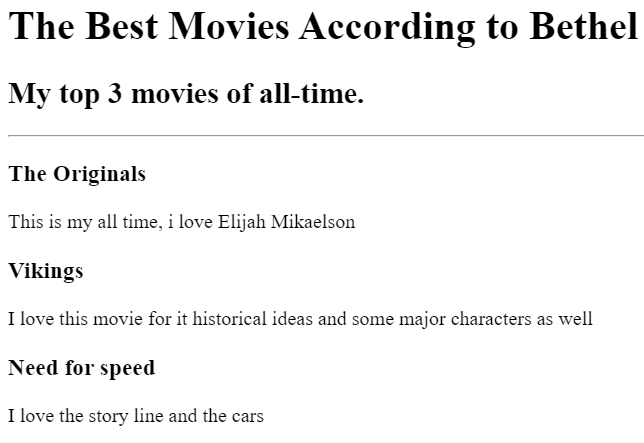 The Best Movies According to Bethel
My top 3 movies of all-time.
The Originals
This is my all time, i love Elijah Mikaelson
Vikings
I love this movie for it historical ideas and some major characters as well
Need for speed
I love the story line and the cars